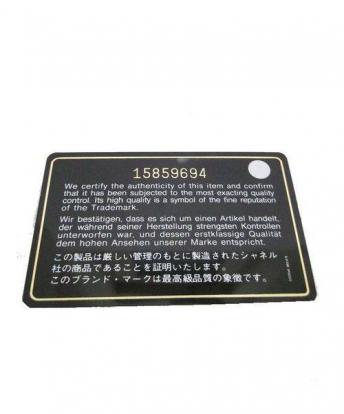 15859694
We certify the authenticity of this item and confirm
that it has been subjected to the most exacting quality
control. Its high quality is a symbol of the fine reputation
of the Trademark.
Wir bestätigen, dass es sich um einen Artikel handelt,
der während seiner Herstellung strengsten Kontrollen
unterworfen war, und dessen erstklassige Qualität
dem hohen Ansehen unserer Marke entspricht.
この製品は厳しい管理のもとに製造されたシャネル
社の商品であることを証明いたします。
このブランド・マークは最高級品質の象徴です。